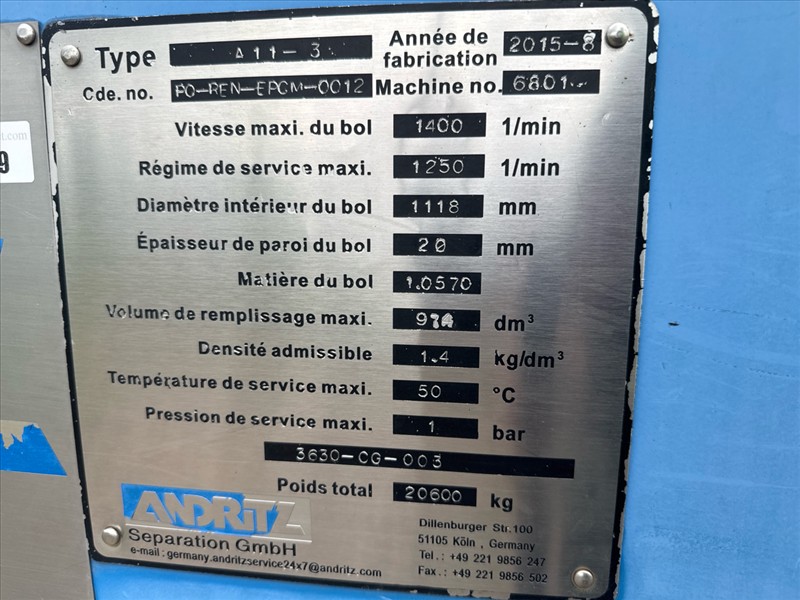 Type A11-3 Année de fabrication 2015-8
Cde. no. PO-REN-EPCM-0012 Machine no. 6801
Vitesse maxi. du bol 1400 1/min
Régime de service maxi. 1250 1/min
Diamètre intérieur du bol 1118 mm
Épaisseur de paroi du bol 20 mm
Matière du bol 1.0570
Volume de remplissage maxi. dm³
Densité admissible 1.4 kg/dm³
Température de service maxi. 50 °C
Pression de service maxi. 1 bar
3630-CG-003
Poids total 20600 kg
ANDRITZ
Separation GmbH
e-mail : germany.andritzservice24x7@andritz.com
Dillenburger Str.100
51105 Köln , Germany
Tel. : +49 221 9856 247
Fax. : +49 221 9856 502
9